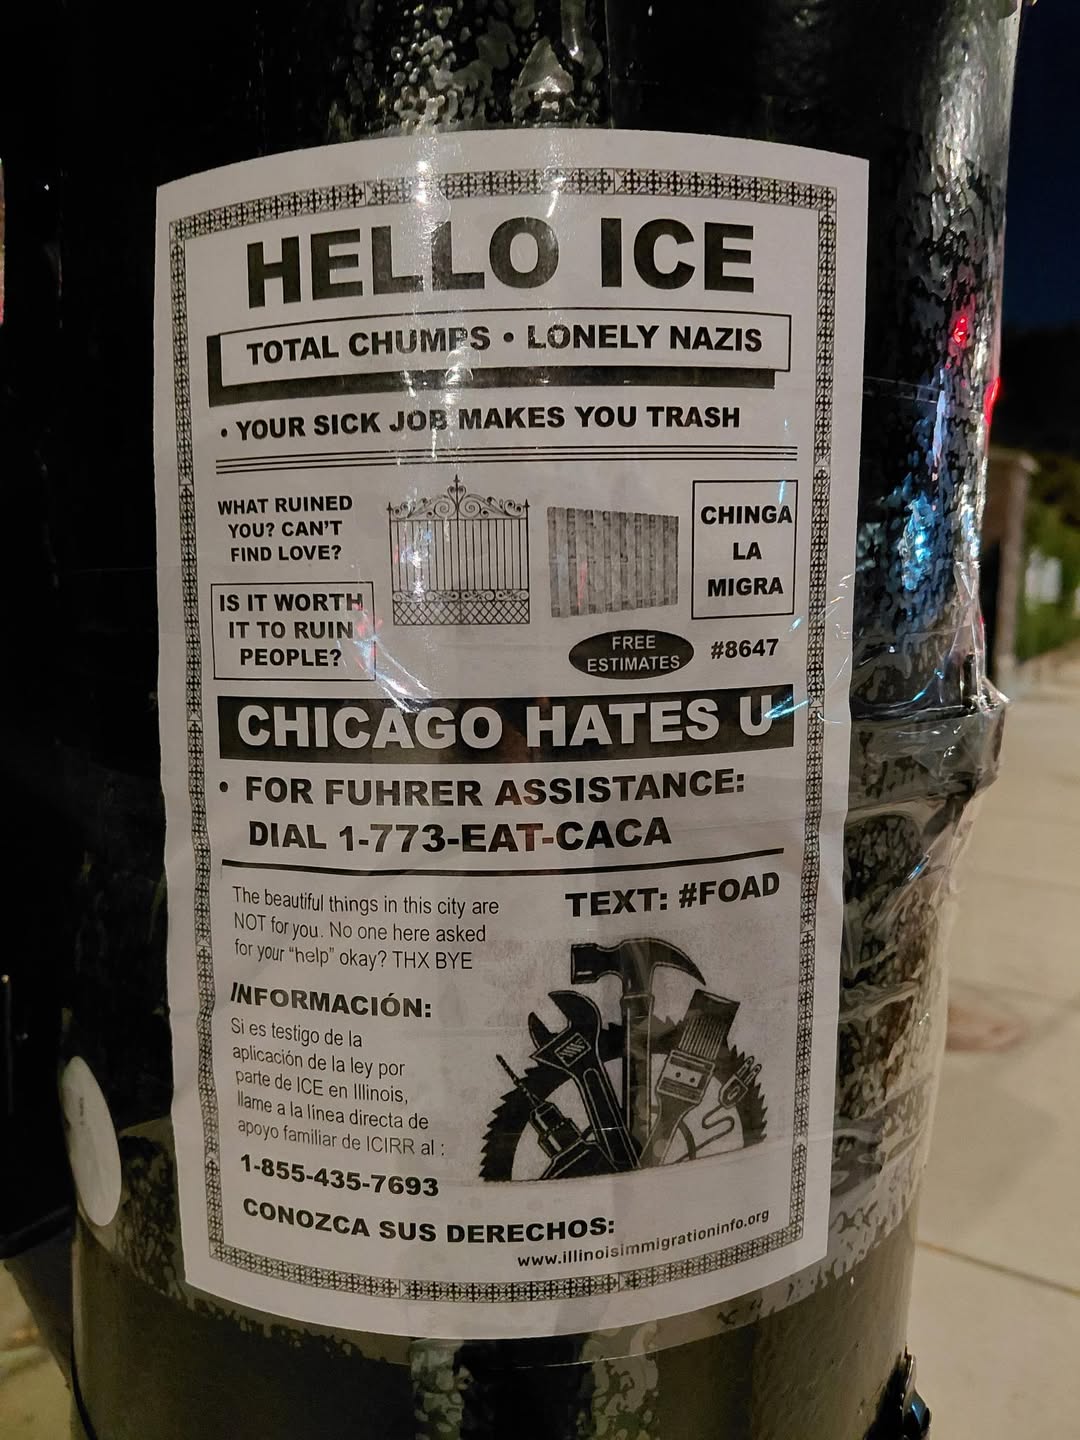 HELLO ICE
TOTAL CHUMPS • LONELY NAZIS
• YOUR SICK JOB MAKES YOU TRASH
WHAT RUINED
YOU? CAN'T
FIND LOVE?
IS IT WORTH
IT TO RUIN
PEOPLE?
CHINGA
LA
MIGRA
FREE
ESTIMATES
#8647
CHICAGO HATES U
• FOR FUHRER ASSISTANCE:
DIAL 1-773-EAT-CACA
The beautiful things in this city are
NOT for you. No one here asked
for your "help" okay? THX BYE
TEXT: #FOAD
INFORMACIÓN:
Si es testigo de la
aplicación de la ley por
parte de ICE en Illinois,
llame a la línea directa de
apoyo familiar de ICIRR al :
1-855-435-7693
CONOZCA SUS DERECHOS:
www.illinoisimmigrationinfo.org